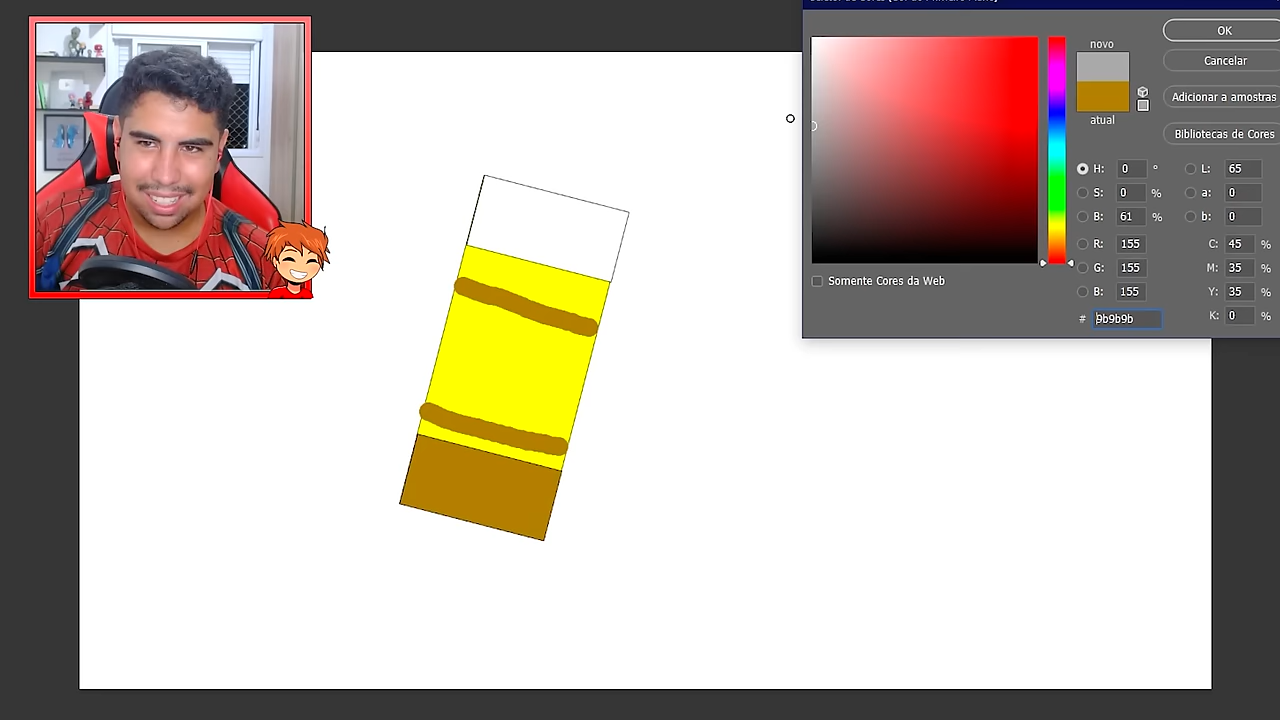 novo
OK
Cancelar
Adicionar a amostras
atual
Bibliotecas de Cores
H: 0 °
L: 65
S: 0 %
a: 0
B: 61 %
b: 0
R: 155
C: 45 %
G: 155
M: 35 %
Somente Cores da Web
B: 155
Y: 35 %
# 9b9b9b
K: 0 %